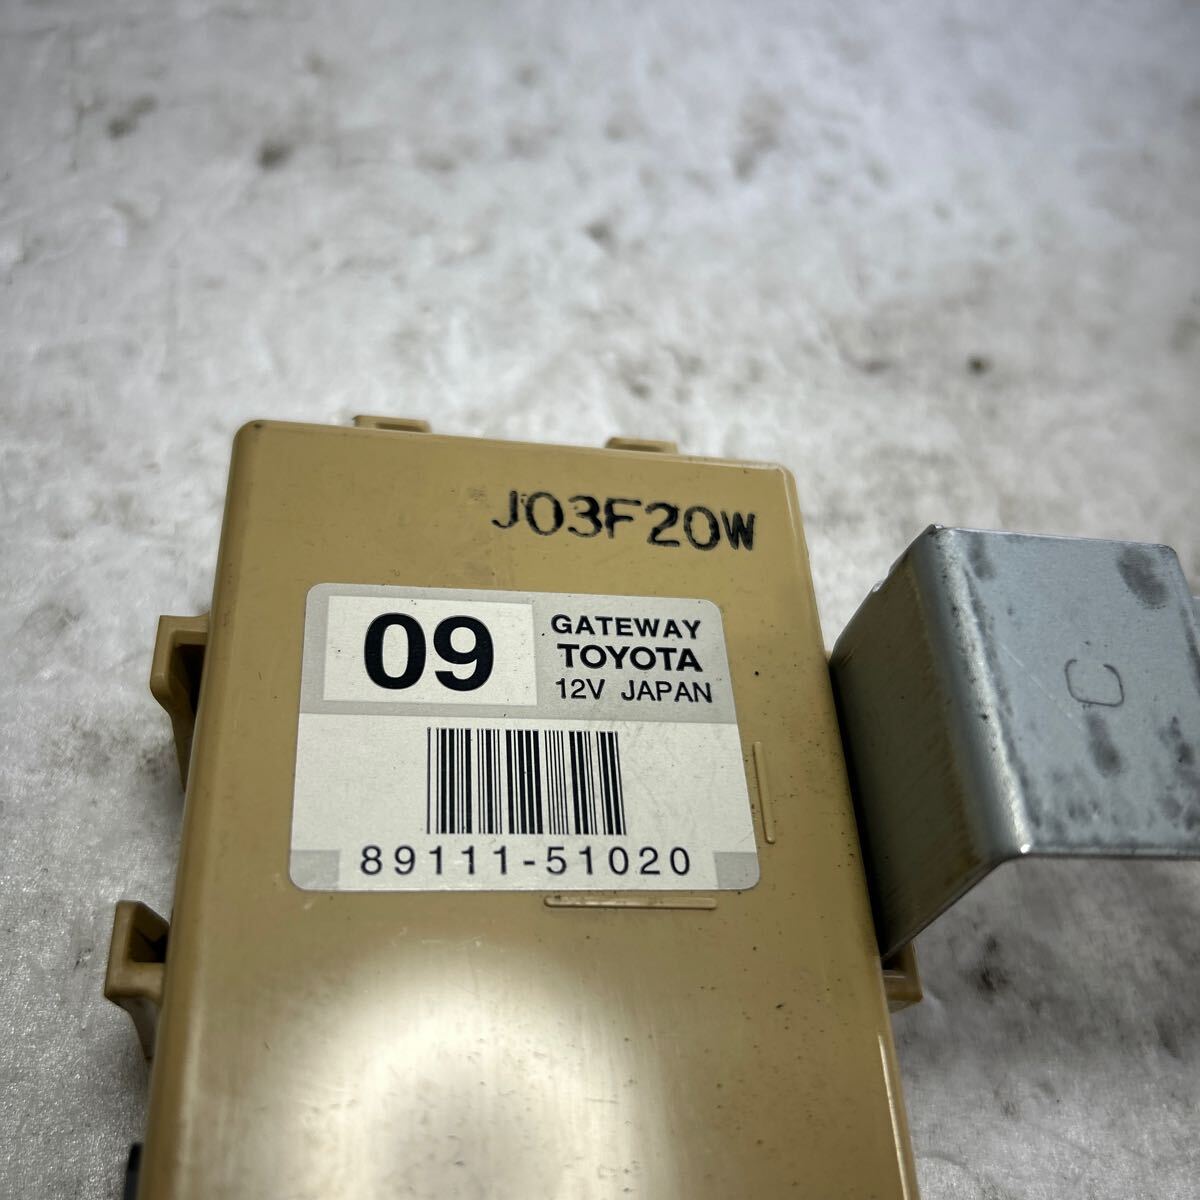 J03F20W
09
GATEWAY
TOYOTA
12V JAPAN
89111-51020
C